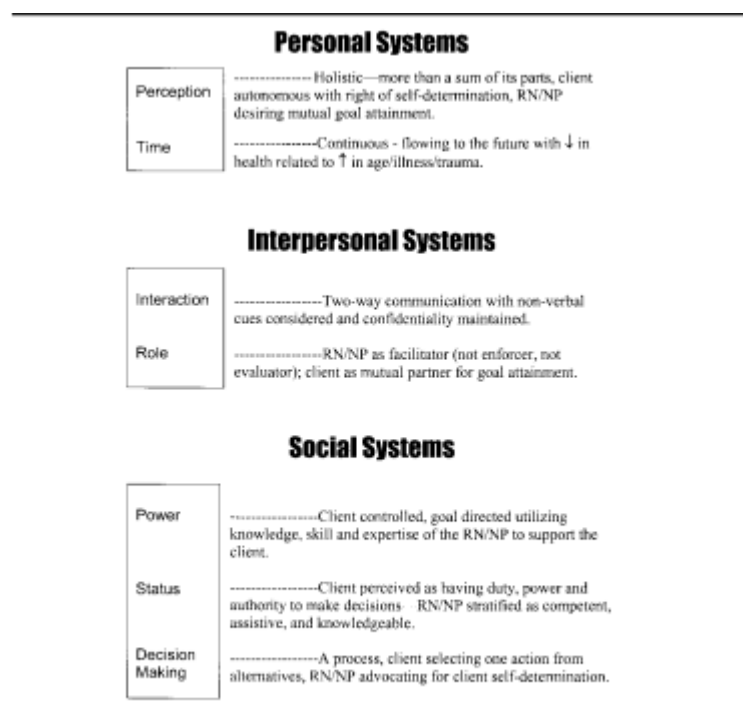 Personal Systems
Perception
----------------Holistic—more than a sum of its parts, client
autonomous with right of self-determination, RN/NP
desiring mutual goal attainment.
Time
-----------------Continuous - flowing to the future with ↓ in
health related to ↑ in age/illness/trauma.
Interpersonal Systems
Interaction
------------------Two-way communication with non-verbal
cues considered and confidentiality maintained.
Role
------------------RN/NP as facilitator (not enforcer, not
evaluator); client as mutual partner for goal attainment.
Social Systems
Power
------------------Client controlled, goal directed utilizing
knowledge, skill and expertise of the RN/NP to support the
client.
Status
------------------Client perceived as having duty, power and
authority to make decisions RN/NP stratified as competent,
assistive, and knowledgeable.
Decision
Making
------------------A process, client selecting one action from
alternatives, RN/NP advocating for client self-determination.